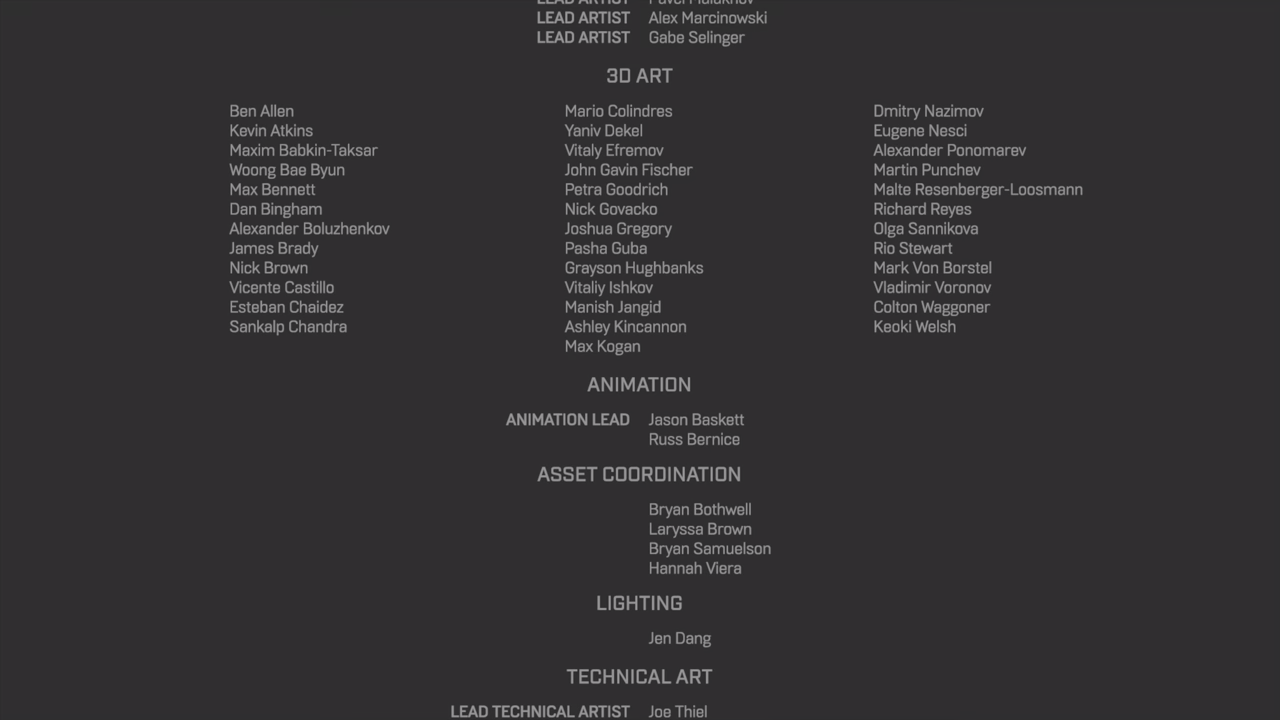 LEAD ARTIST
LEAD ARTIST Alex Marcinowski
LEAD ARTIST Gabe Selinger
3D ART
Ben Allen
Kevin Atkins
Maxim Babkin-Taksar
Woong Bae Byun
Max Bennett
Dan Bingham
Alexander Boluzhenkov
James Brady
Nick Brown
Vicente Castillo
Esteban Chaidez
Sankalp Chandra
Mario Colindres
Yaniv Dekel
Vitaly Efremov
John Gavin Fischer
Petra Goodrich
Nick Govacko
Joshua Gregory
Pasha Guba
Grayson Hughbanks
Vitaliy Ishkov
Manish Jangid
Ashley Kincannon
Max Kogan
Dmitry Nazimov
Eugene Nesci
Alexander Ponomarev
Martin Punchev
Malte Resenberger-Loosmann
Richard Reyes
Olga Sannikova
Rio Stewart
Mark Von Borstel
Vladimir Voronov
Colton Waggoner
Keoki Welsh
ANIMATION
ANIMATION LEAD Jason Baskett
Russ Bernice
ASSET COORDINATION
Bryan Bothwell
Laryssa Brown
Bryan Samuelson
Hannah Viera
LIGHTING
Jen Dang
TECHNICAL ART
LEAD TECHNICAL ARTIST Joe Thiel